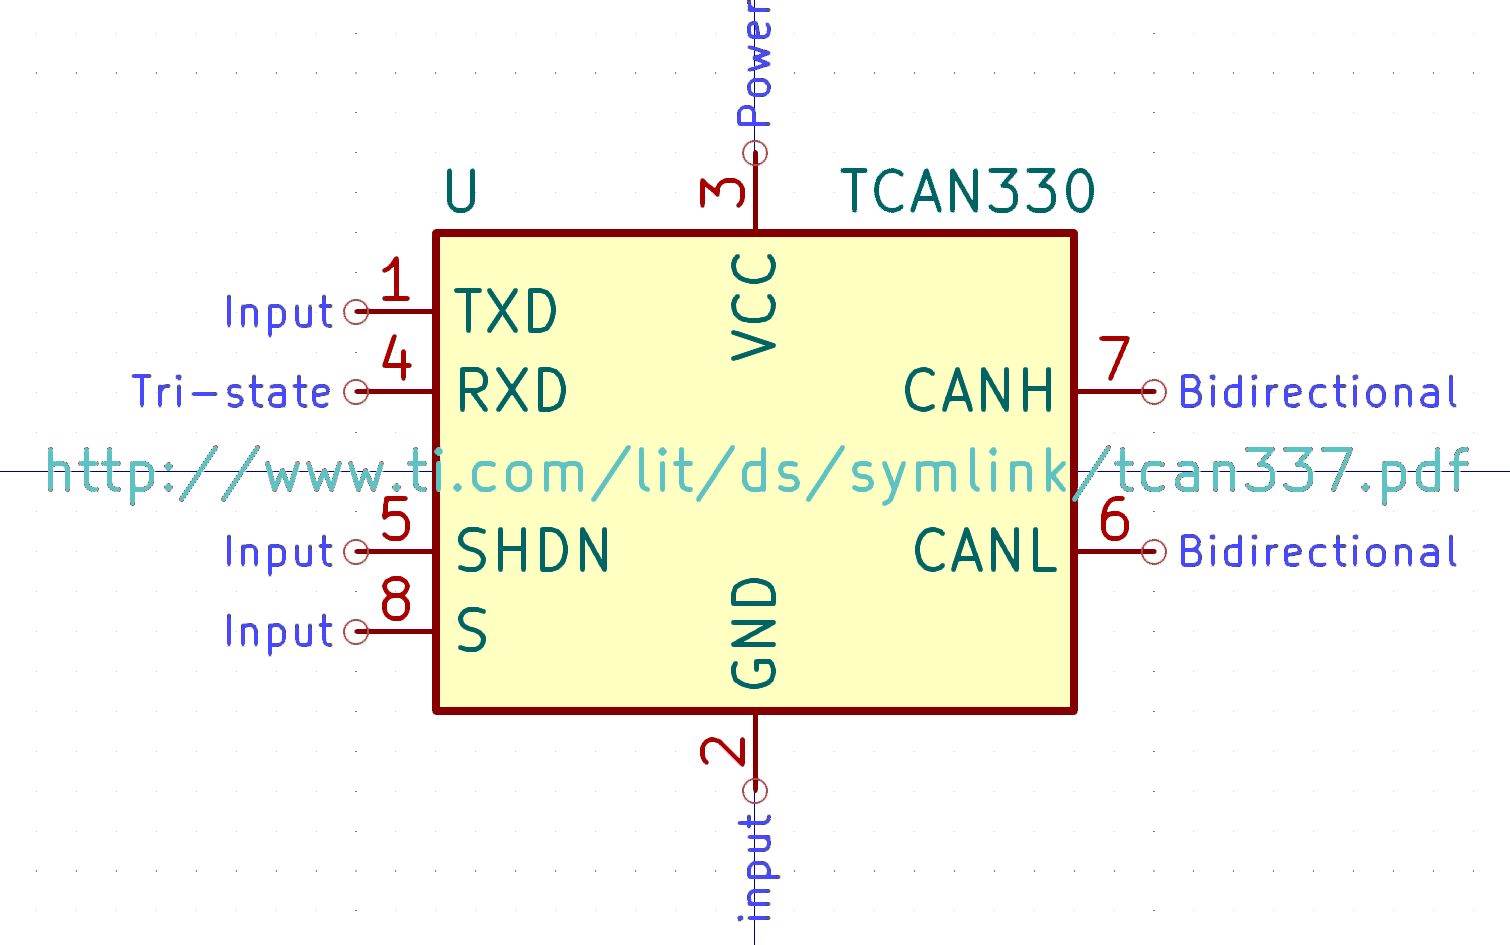 Power
3
U
TCAN330
VCC
1
Input
TXD
4
Tri-state
RXD
7
CANH
Bidirectional
http://www.ti.com/lit/ds/symlink/tcan337.pdf
5
Input
SHDN
6
CANL
Bidirectional
8
Input
S
GND
2
input